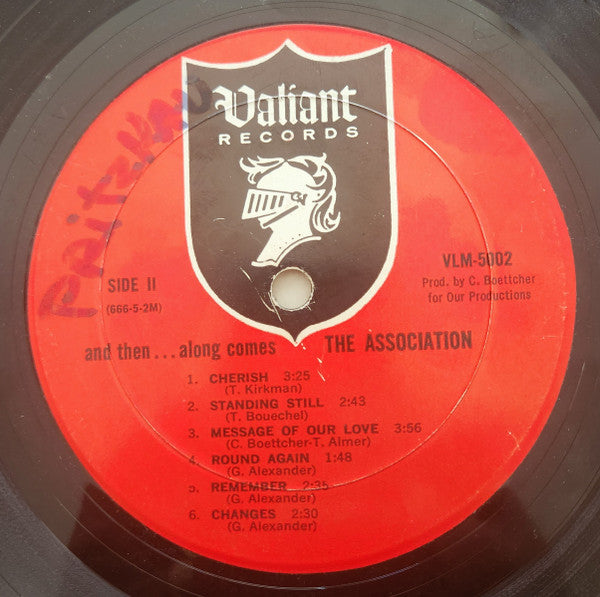 Valiant
RECORDS
PRITZKAU
SIDE II
(666-5-2M)
VLM-5002
Prod. by C. Boettcher
for Our Productions
and then... along comes THE ASSOCIATION
1. CHERISH 3:25
(T. Kirkman)
2. STANDING STILL 2:43
(T. Bouechel)
3. MESSAGE OF OUR LOVE 3:56
(C. Boettcher-T. Almer)
4. ROUND AGAIN 1:48
(G. Alexander)
5. REMEMBER 2:35
(G. Alexander)
6. CHANGES 2:30
(G. Alexander)